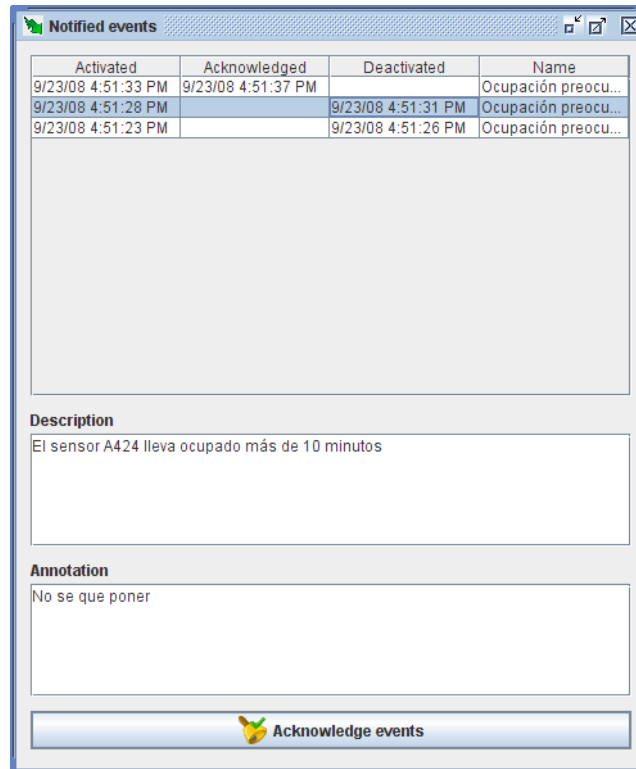 Notified events
Activated Acknowledged Deactivated Name
9/23/08 4:51:33 PM 9/23/08 4:51:37 PM Ocupación preocu...
9/23/08 4:51:28 PM 9/23/08 4:51:31 PM Ocupación preocu...
9/23/08 4:51:23 PM 9/23/08 4:51:26 PM Ocupación preocu...
Description
El sensor A424 lleva ocupado más de 10 minutos
Annotation
No se que poner
Acknowledge events